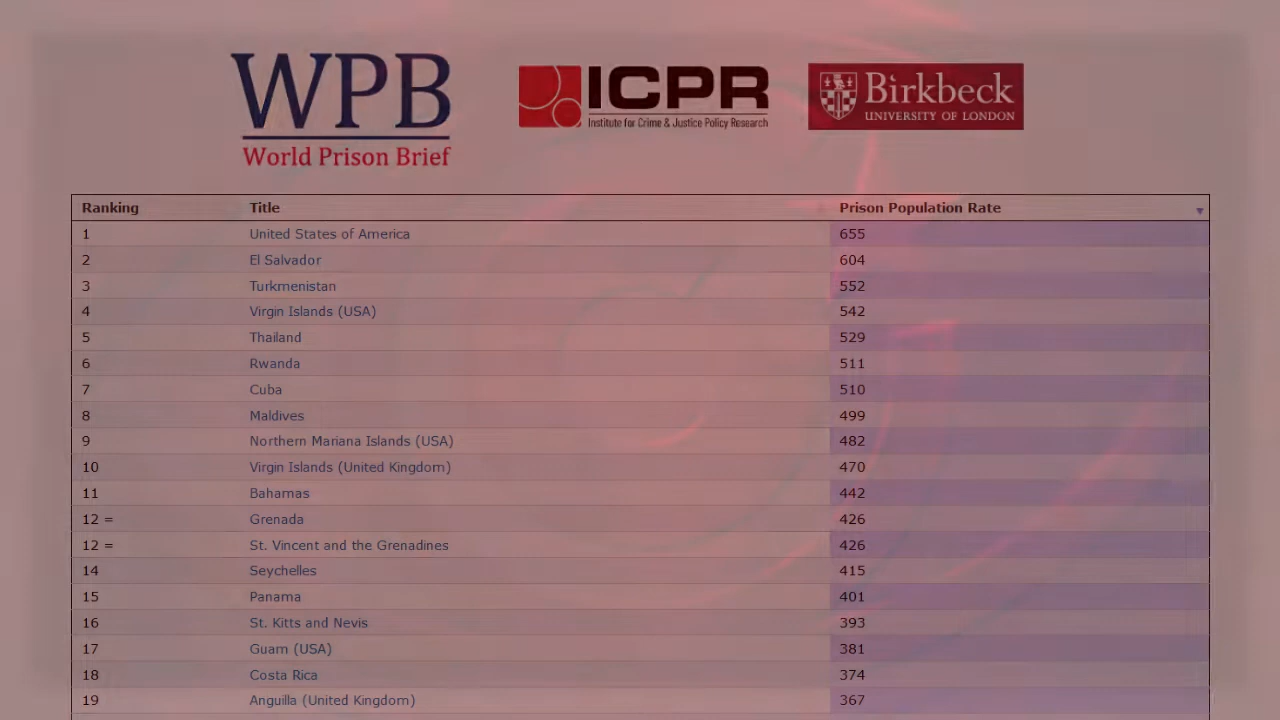 WPB
World Prison Brief
ICPR
Institute for Crime & Justice Policy Research
Birkbeck
UNIVERSITY OF LONDON
Ranking Title Prison Population Rate
1 United States of America 655
2 El Salvador 604
3 Turkmenistan 552
4 Virgin Islands (USA) 542
5 Thailand 529
6 Rwanda 511
7 Cuba 510
8 Maldives 499
9 Northern Mariana Islands (USA) 482
10 Virgin Islands (United Kingdom) 470
11 Bahamas 442
12 = Grenada 426
12 = St. Vincent and the Grenadines 426
14 Seychelles 415
15 Panama 401
16 St. Kitts and Nevis 393
17 Guam (USA) 381
18 Costa Rica 374
19 Anguilla (United Kingdom) 367